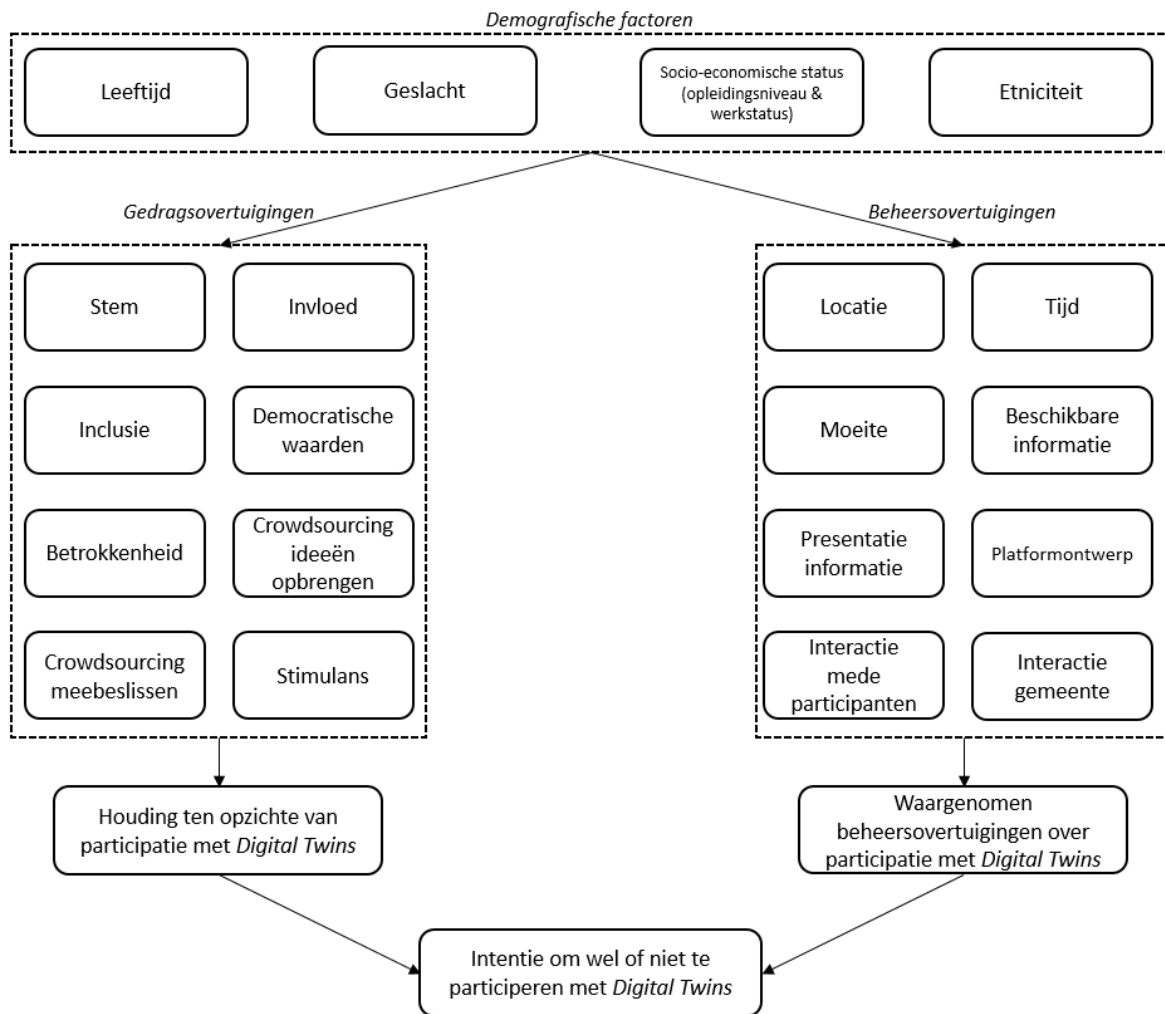 Demografische factoren
Leeftijd
Geslacht
Socio-economische status
(opleidingsniveau &
werkstatus)
Etniciteit
Gedragsovertuigingen
Beheersovertuigingen
Stem
Invloed
Inclusie
Democratische
waarden
Betrokkenheid
Crowdsourcing
ideeën
opbrengen
Crowdsourcing
meebeslissen
Stimulans
Locatie
Tijd
Moeite
Beschikbare
informatie
Presentatie
informatie
Platformontwerp
Interactie
mede
participanten
Interactie
gemeente
Houding ten opzichte van
participatie met Digital Twins
Waargenomen
beheersovertuigingen over
participatie met Digital Twins
Intentie om wel of niet te
participeren met Digital Twins